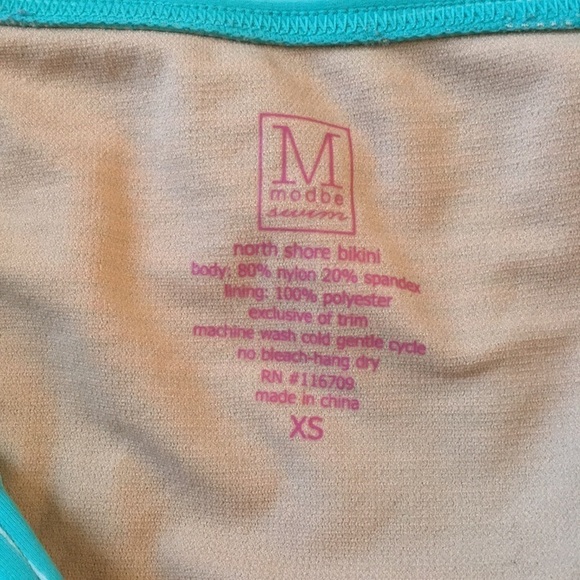 M
modbe
swim
north shore bikini
body: 80% nylon 20% spandex
lining: 100% polyester
exclusive of trim
machine wash cold gentle cycle
no bleach-hang dry
RN #116709
made in china
XS